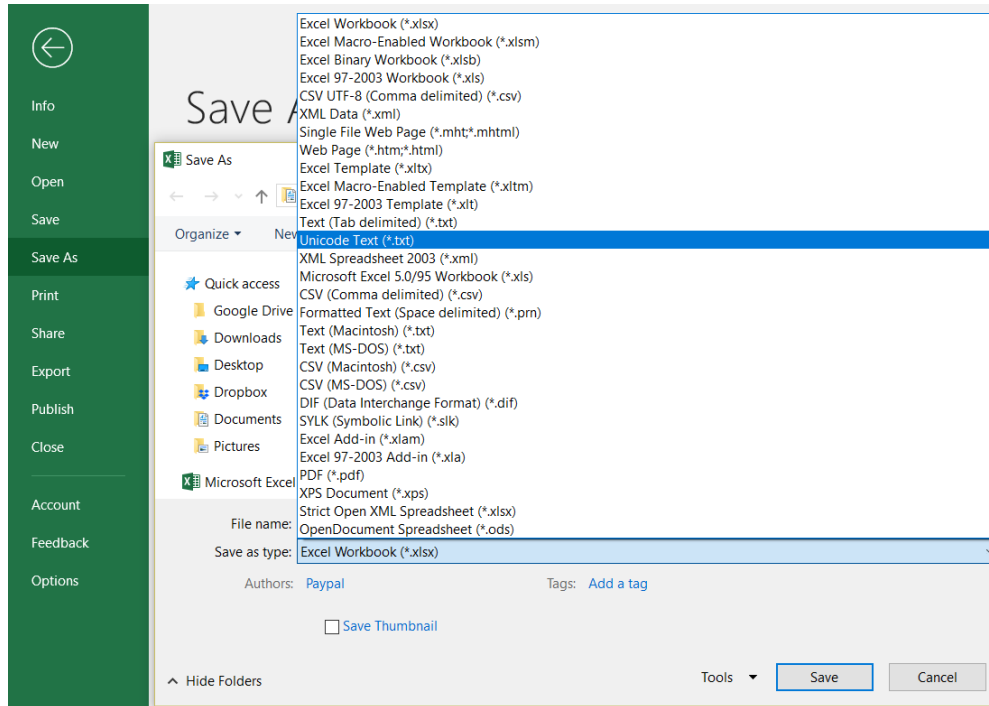 Info
New
Open
Save
Save As
Print
Share
Export
Publish
Close
Account
Feedback
Options
Save
Save As
Organize
Quick access
Google Drive
Downloads
Desktop
Dropbox
Documents
Pictures
Microsoft Excel
Excel Workbook (*.xlsx)
Excel Macro-Enabled Workbook (*.xlsm)
Excel Binary Workbook (*.xlsb)
Excel 97-2003 Workbook (*.xls)
CSV UTF-8 (Comma delimited) (*.csv)
XML Data (*.xml)
Single File Web Page (*.mht;*.mhtml)
Web Page (*.htm;*.html)
Excel Template (*.xltx)
Excel Macro-Enabled Template (*.xltm)
Excel 97-2003 Template (*.xlt)
Text (Tab delimited) (*.txt)
Unicode Text (*.txt)
XML Spreadsheet 2003 (*.xml)
Microsoft Excel 5.0/95 Workbook (*.xls)
CSV (Comma delimited) (*.csv)
Formatted Text (Space delimited) (*.prn)
Text (Macintosh) (*.txt)
Text (MS-DOS) (*.txt)
CSV (Macintosh) (*.csv)
CSV (MS-DOS) (*.csv)
DIF (Data Interchange Format) (*.dif)
SYLK (Symbolic Link) (*.slk)
Excel Add-in (*.xlam)
Excel 97-2003 Add-in (*.xla)
PDF (*.pdf)
XPS Document (*.xps)
Strict Open XML Spreadsheet (*.xlsx)
OpenDocument Spreadsheet (*.ods)
File name:
Save as type: Excel Workbook (*.xlsx)
Authors: Paypal Tags: Add a tag
Save Thumbnail
Hide Folders Tools Save Cancel